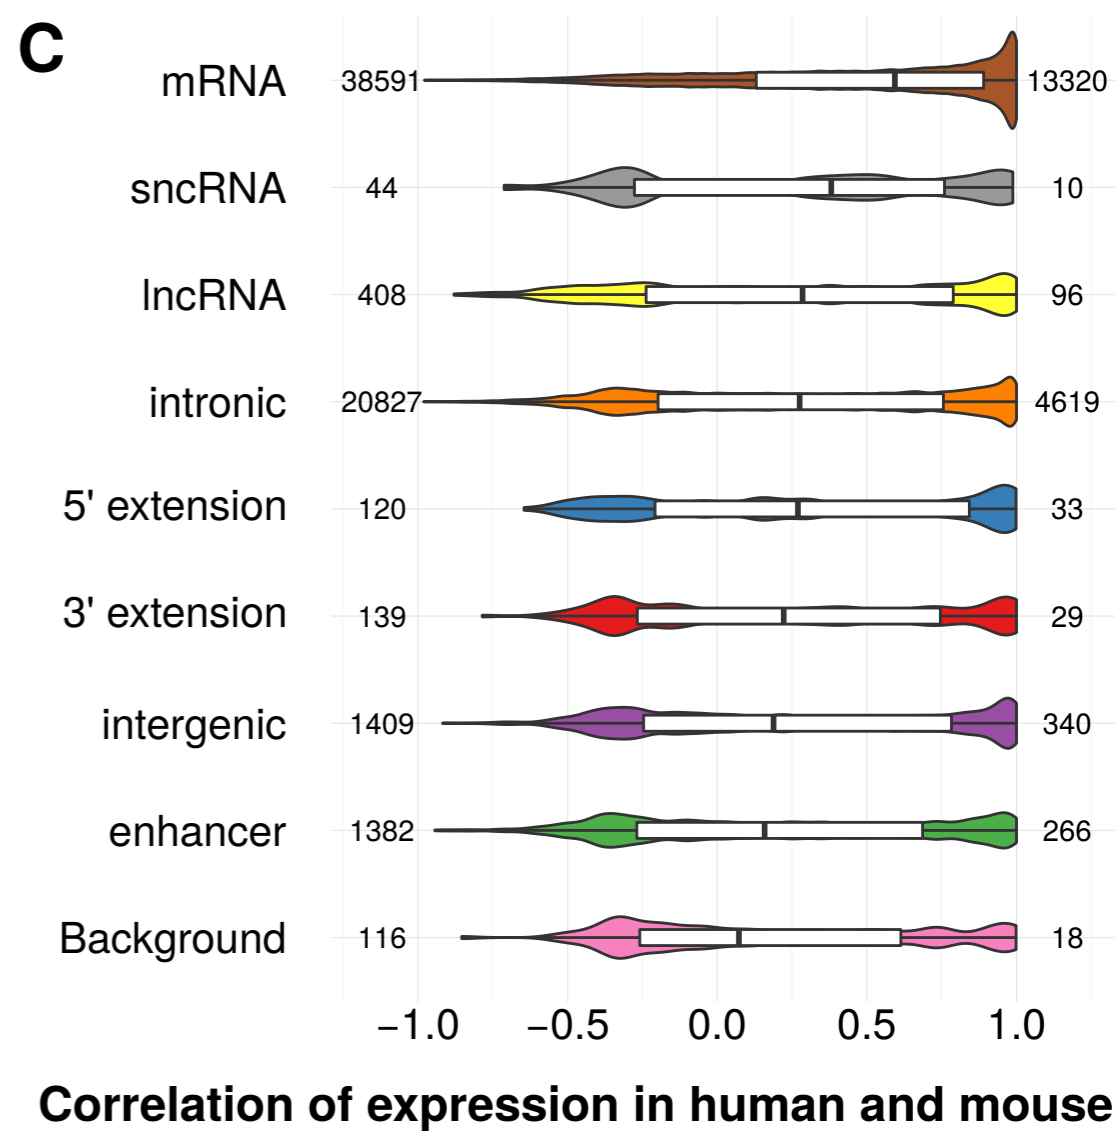 C
mRNA 38591 13320
sncRNA 44 10
lncRNA 408 96
intronic 20827 4619
5' extension 120 33
3' extension 139 29
intergenic 1409 340
enhancer 1382 266
Background 116 18
−1.0 −0.5 0.0 0.5 1.0
Correlation of expression in human and mouse